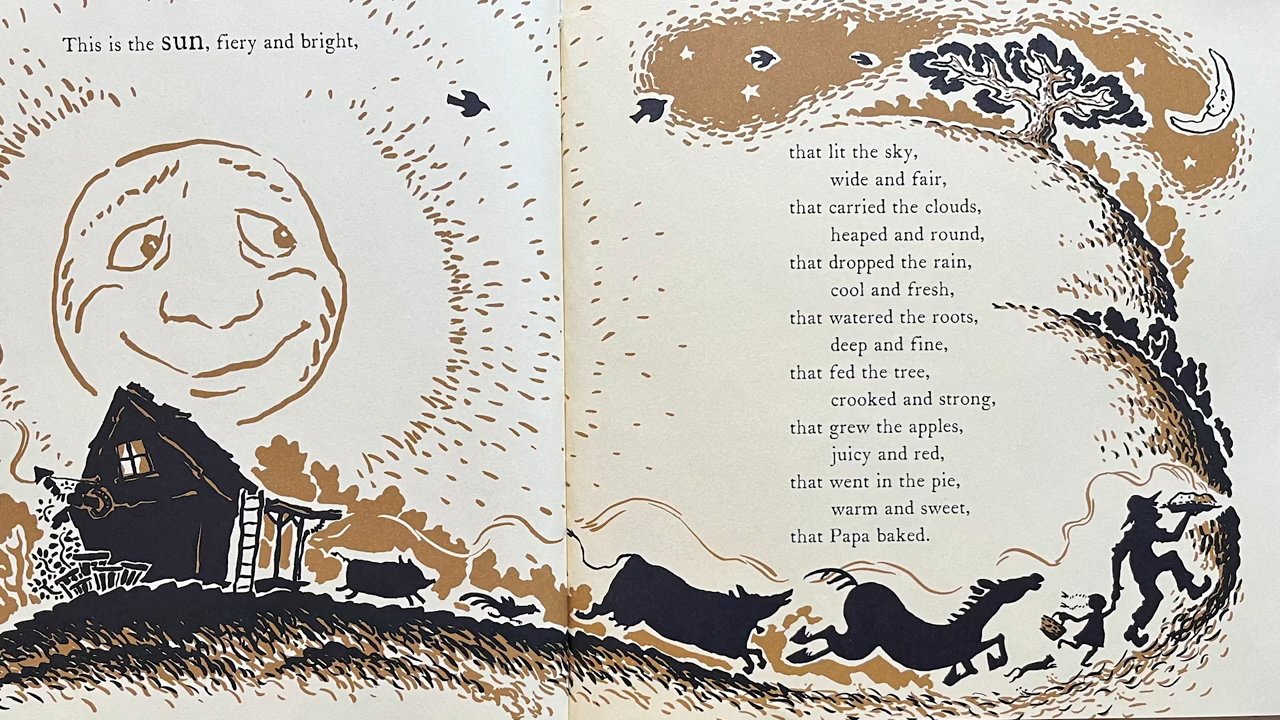 This is the sun, fiery and bright,
that lit the sky,
wide and fair,
that carried the clouds,
heaped and round,
that dropped the rain,
cool and fresh,
that watered the roots,
deep and fine,
that fed the tree,
crooked and strong,
that grew the apples,
juicy and red,
that went in the pie,
warm and sweet,
that Papa baked.